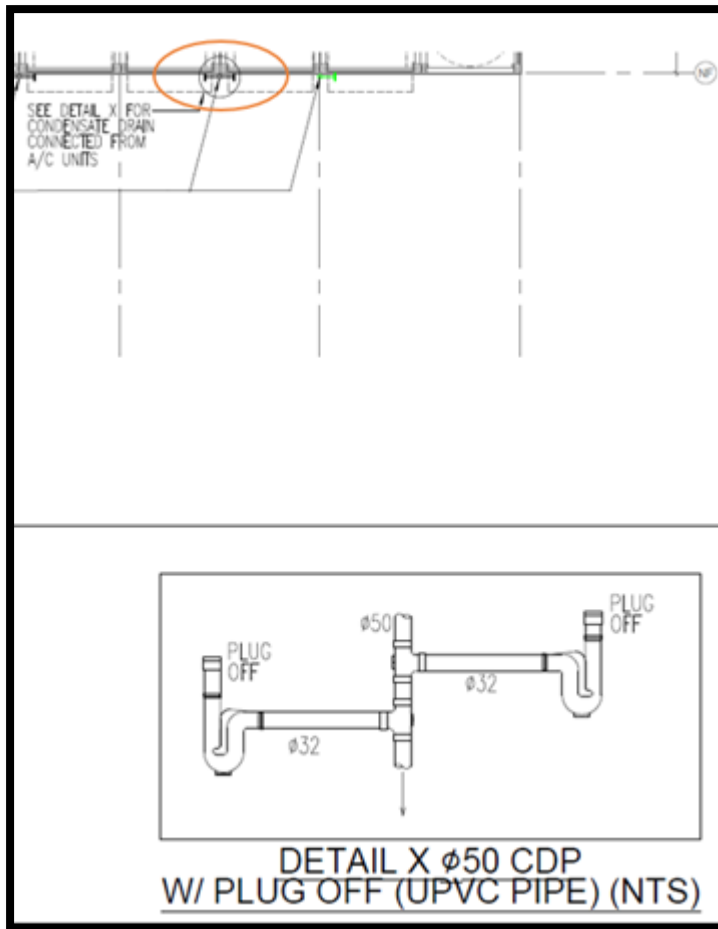 NF
SEE DETAIL X FOR
CONDENSATE DRAIN
CONNECTED FROM
A/C UNITS
ø50
PLUG
OFF
ø32
PLUG
OFF
ø32
DETAIL X ø50 CDP
W/ PLUG OFF (UPVC PIPE) (NTS)